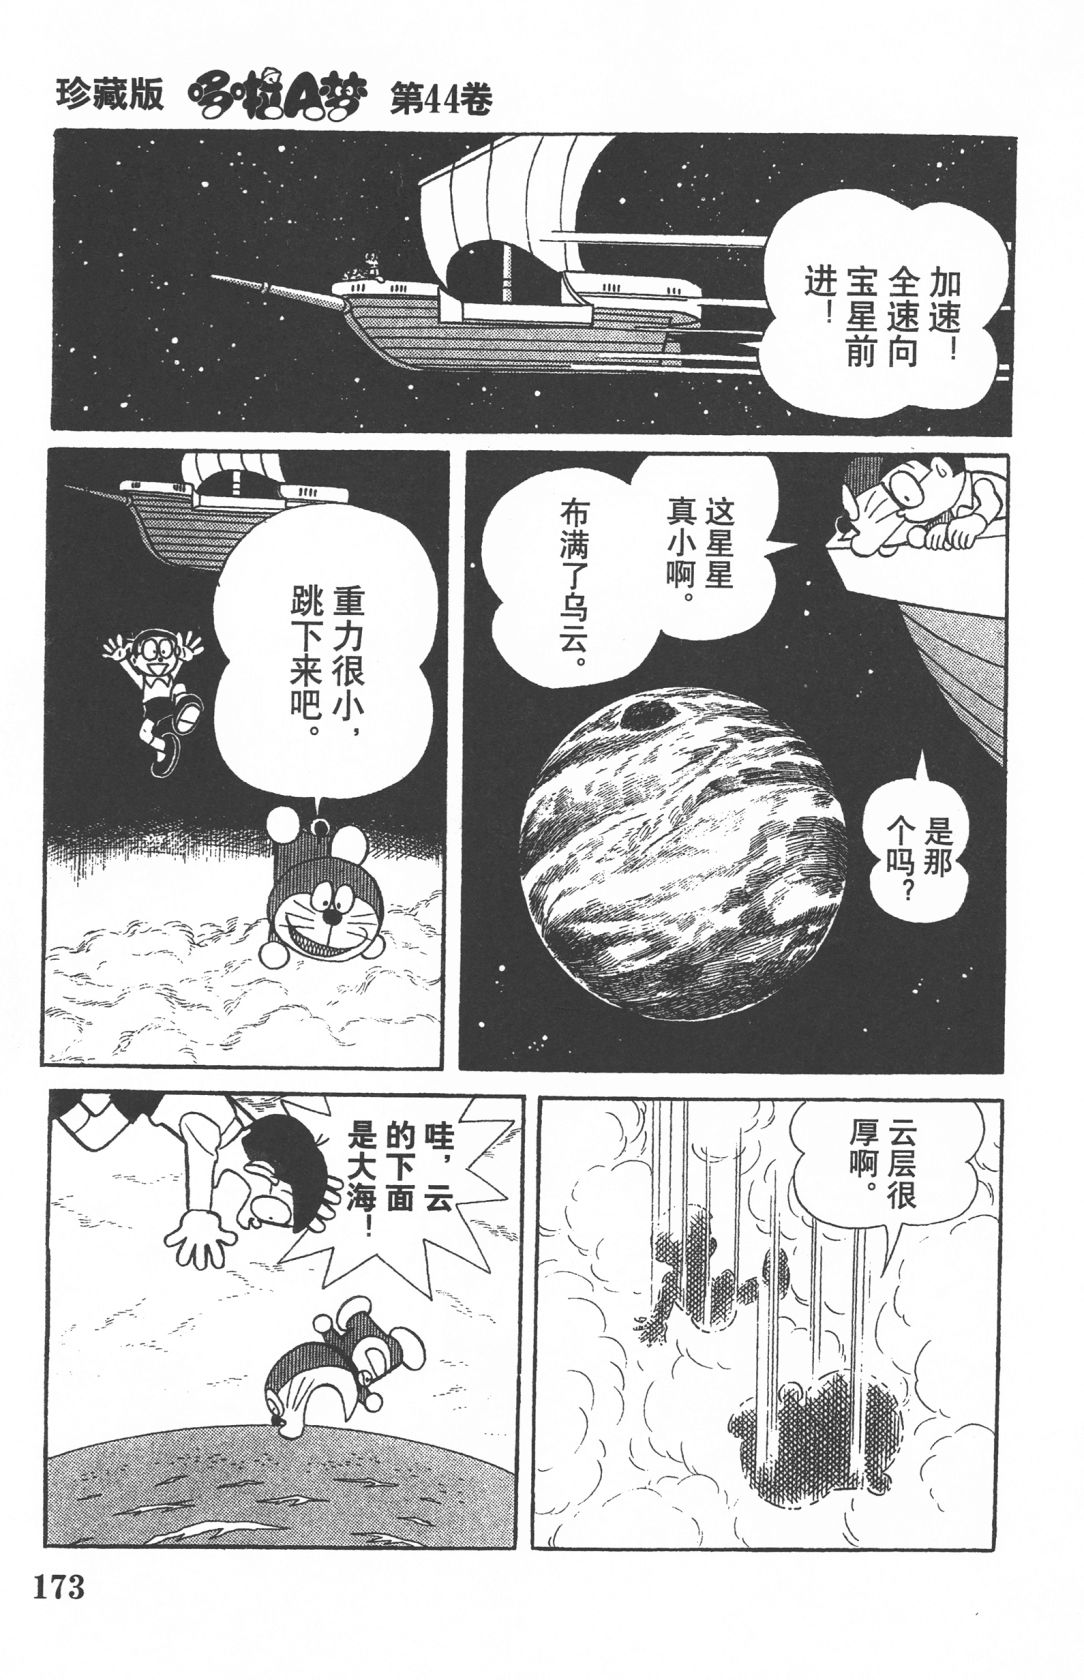 珍藏版 哆啦A梦 第44卷
加速！
全速向
宝星前
进！
是那
个吗？
这星星
真小啊。
布满了乌云。
重力很小，
跳下来吧。
云层很
厚啊。
哇，云
的下面
是大海！
173